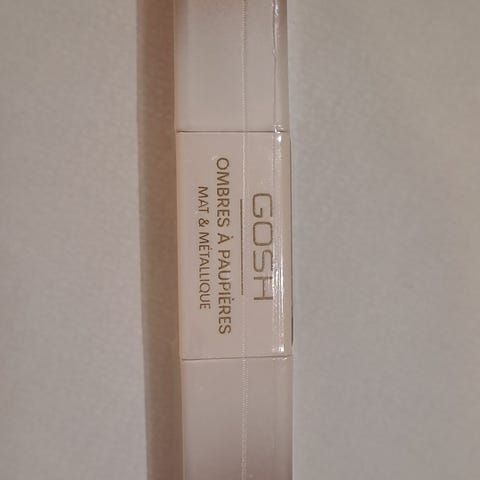 GOSH
OMBRES À PAUPIÈRES
MAT & MÉTALLIQUE